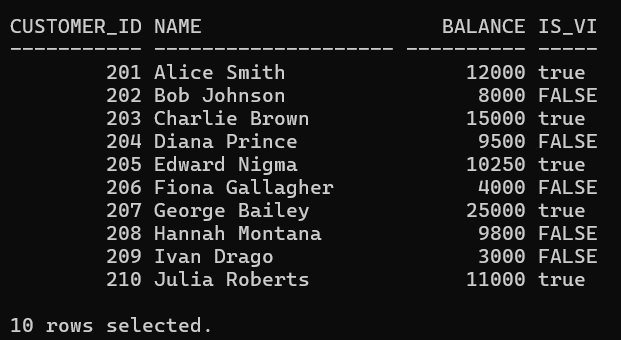 CUSTOMER_ID NAME                    BALANCE IS_VI
----------- -------------------- ---------- -----
        201 Alice Smith               12000 true
        202 Bob Johnson                8000 FALSE
        203 Charlie Brown             15000 true
        204 Diana Prince               9500 FALSE
        205 Edward Nigma              10250 true
        206 Fiona Gallagher            4000 FALSE
        207 George Bailey             25000 true
        208 Hannah Montana             9800 FALSE
        209 Ivan Drago                 3000 FALSE
        210 Julia Roberts             11000 true

10 rows selected.